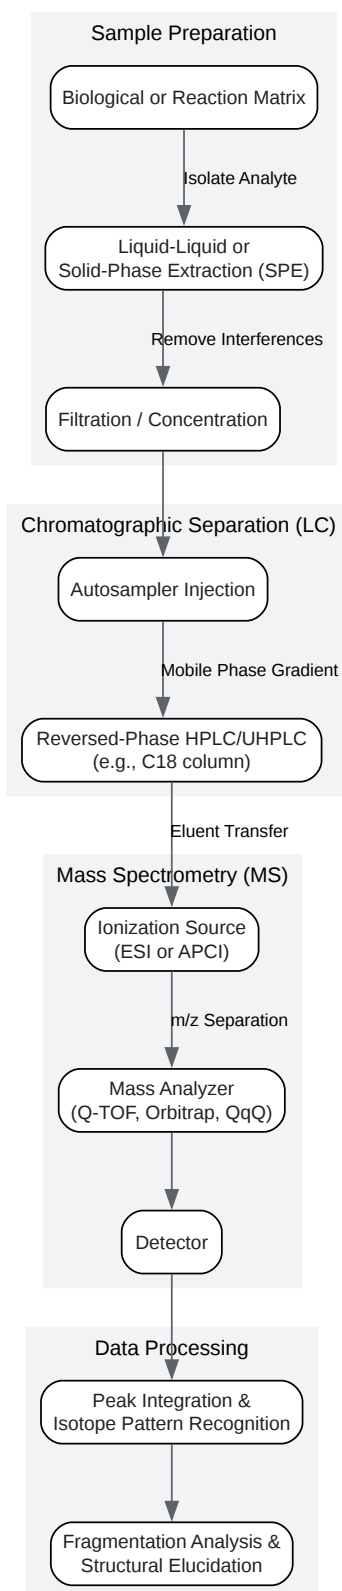 Sample Preparation
Biological or Reaction Matrix
Isolate Analyte
Liquid-Liquid or
Solid-Phase Extraction (SPE)
Remove Interferences
Filtration / Concentration
Chromatographic Separation (LC)
Autosampler Injection
Mobile Phase Gradient
Reversed-Phase HPLC/UHPLC
(e.g., C18 column)
Eluent Transfer
Mass Spectrometry (MS)
Ionization Source
(ESI or APCI)
m/z Separation
Mass Analyzer
(Q-TOF, Orbitrap, QqQ)
Detector
Data Processing
Peak Integration &
Isotope Pattern Recognition
Fragmentation Analysis &
Structural Elucidation